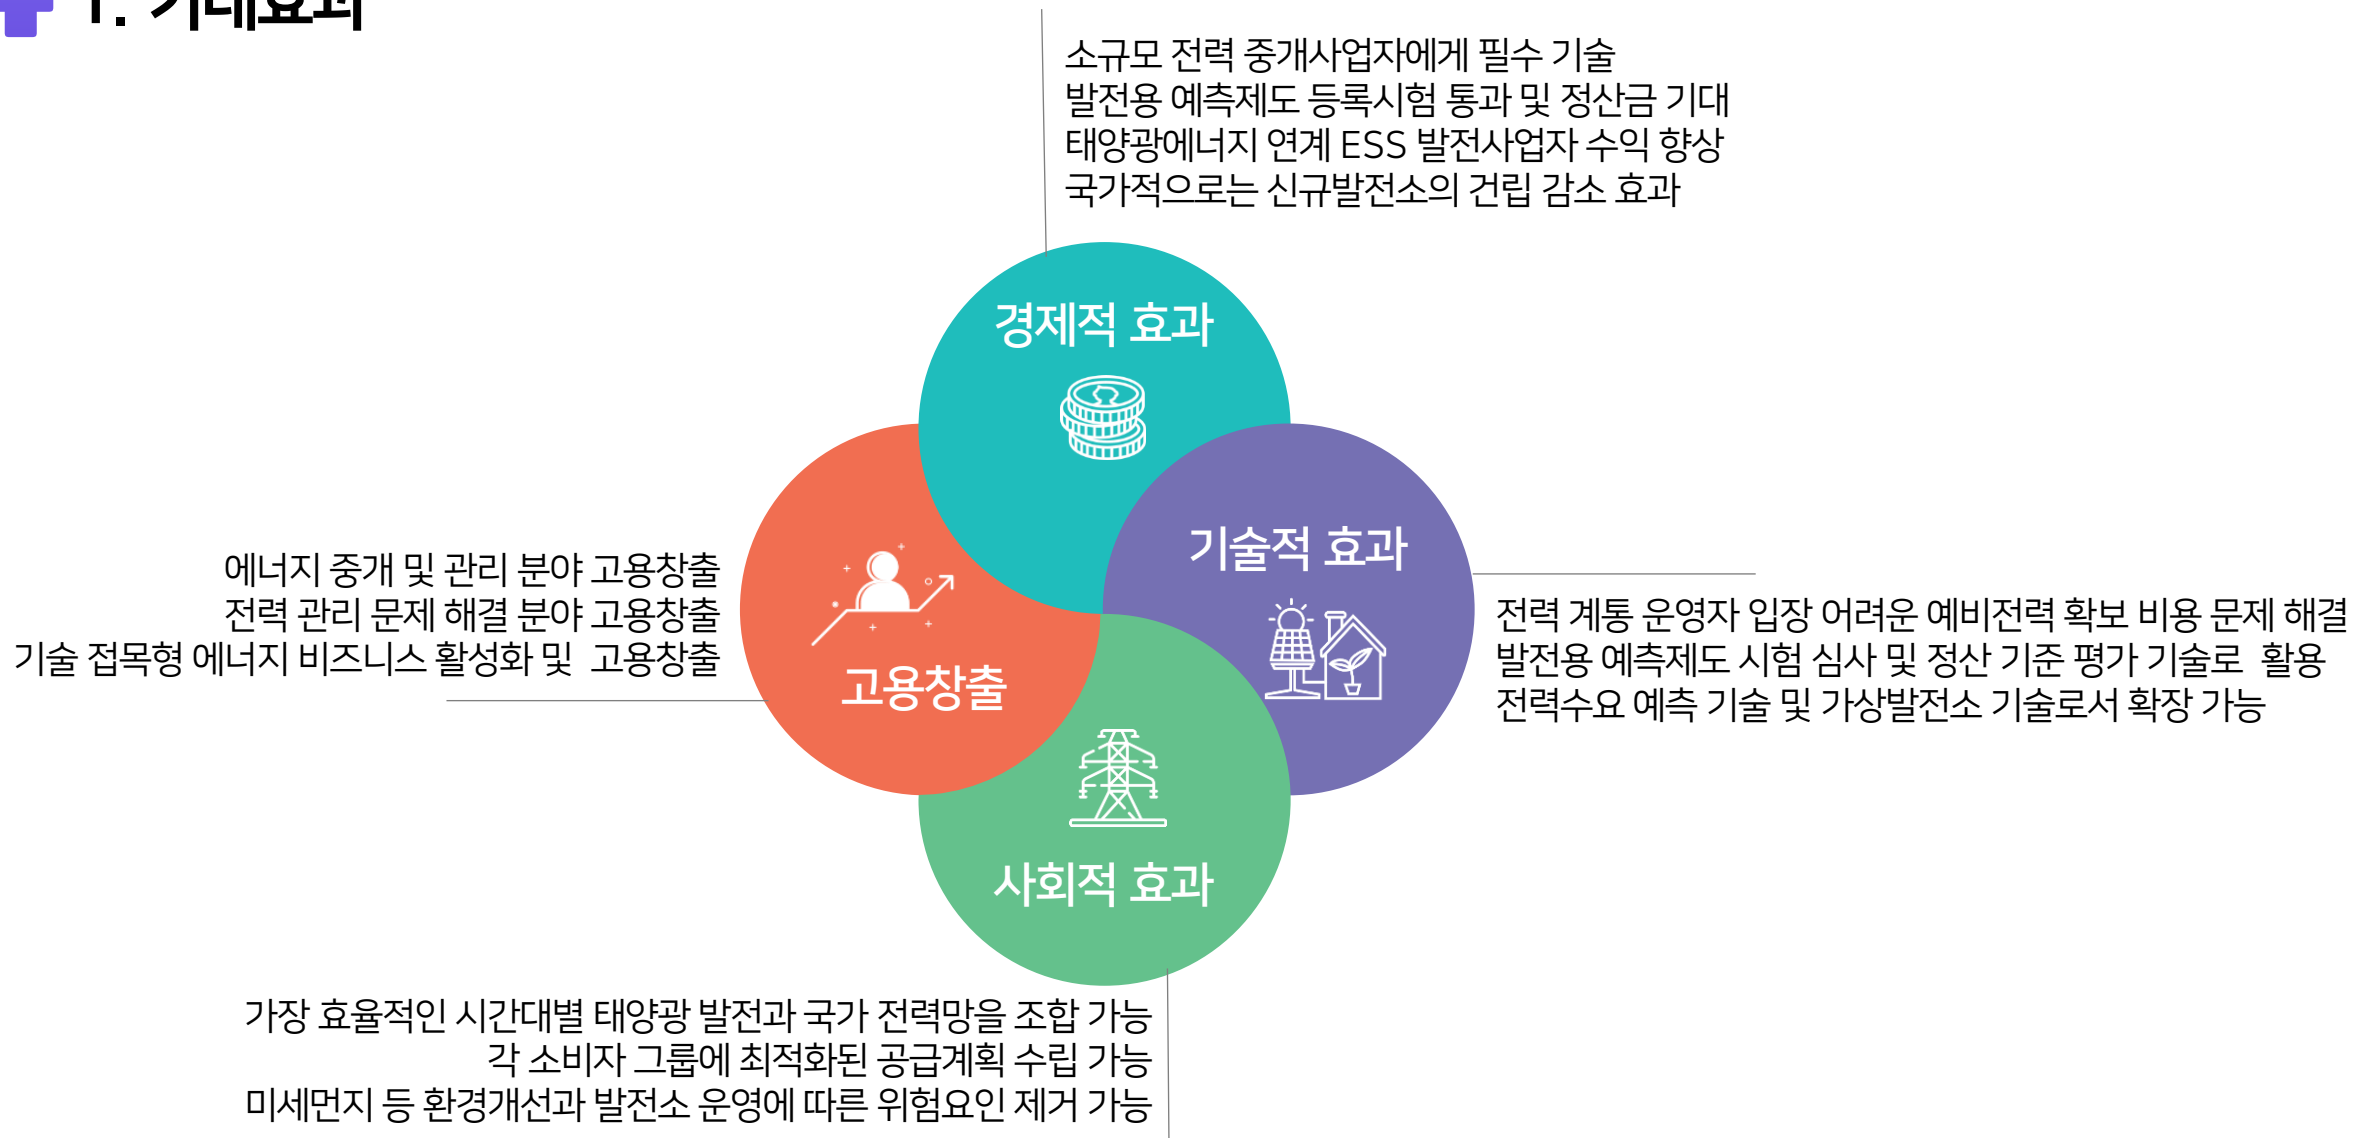 1. 기대효과
소규모 전력 중개사업자에게 필수 기술
발전용 예측제도 등록시험 통과 및 정산금 기대
태양광에너지 연계 ESS 발전사업자 수익 향상
국가적으로는 신규발전소의 건립 감소 효과
경제적 효과
기술적 효과
에너지 중개 및 관리 분야 고용창출
전력 관리 문제 해결 분야 고용창출
기술 접목형 에너지 비즈니스 활성화 및 고용창출
고용창출
전력 계통 운영자 입장 어려운 예비전력 확보 비용 문제 해결
발전용 예측제도 시험 심사 및 정산 기준 평가 기술로 활용
전력수요 예측 기술 및 가상발전소 기술로서 확장 가능
사회적 효과
가장 효율적인 시간대별 태양광 발전과 국가 전력망을 조합 가능
각 소비자 그룹에 최적화된 공급계획 수립 가능
미세먼지 등 환경개선과 발전소 운영에 따른 위험요인 제거 가능